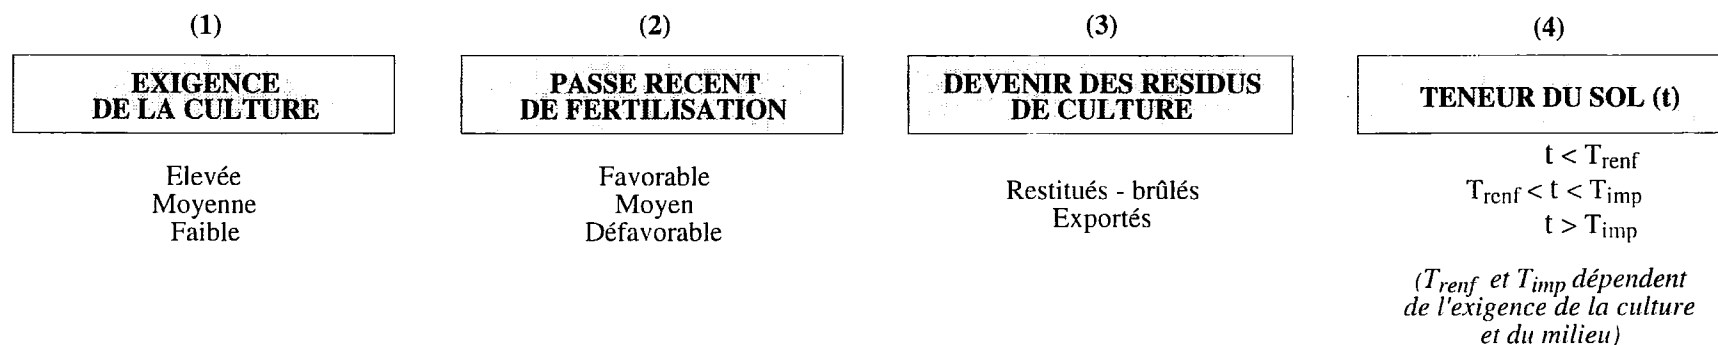 (1)
EXIGENCE
DE LA CULTURE
Elevée
Moyenne
Faible
(2)
PASSE RECENT
DE FERTILISATION
Favorable
Moyen
Défavorable
(3)
DEVENIR DES RESIDUS
DE CULTURE
Restitués - brûlés
Exportés
(4)
TENEUR DU SOL (t)
t < Trenf
Trenf < t < Timp
t > Timp
(Trenf et Timp dépendent
de l'exigence de la culture
et du milieu)